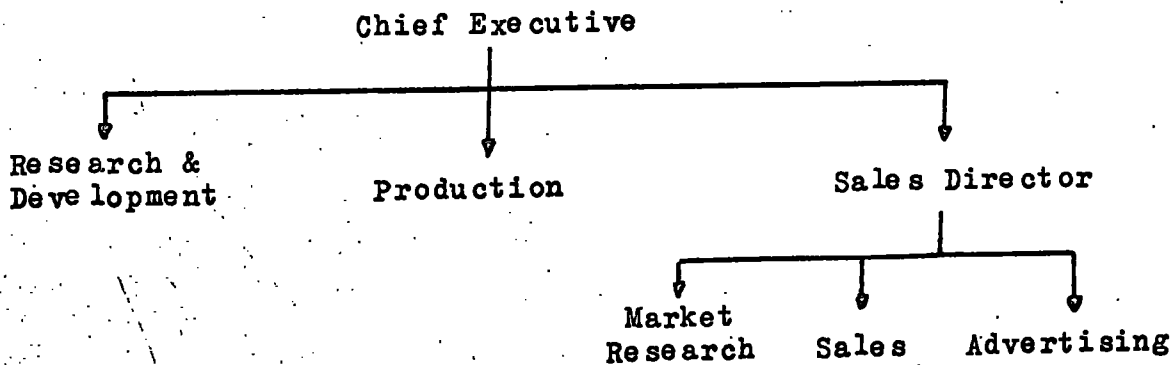 Chief Executive
Research &
Development
Production
Sales Director
Market
Research
Sales
Advertising